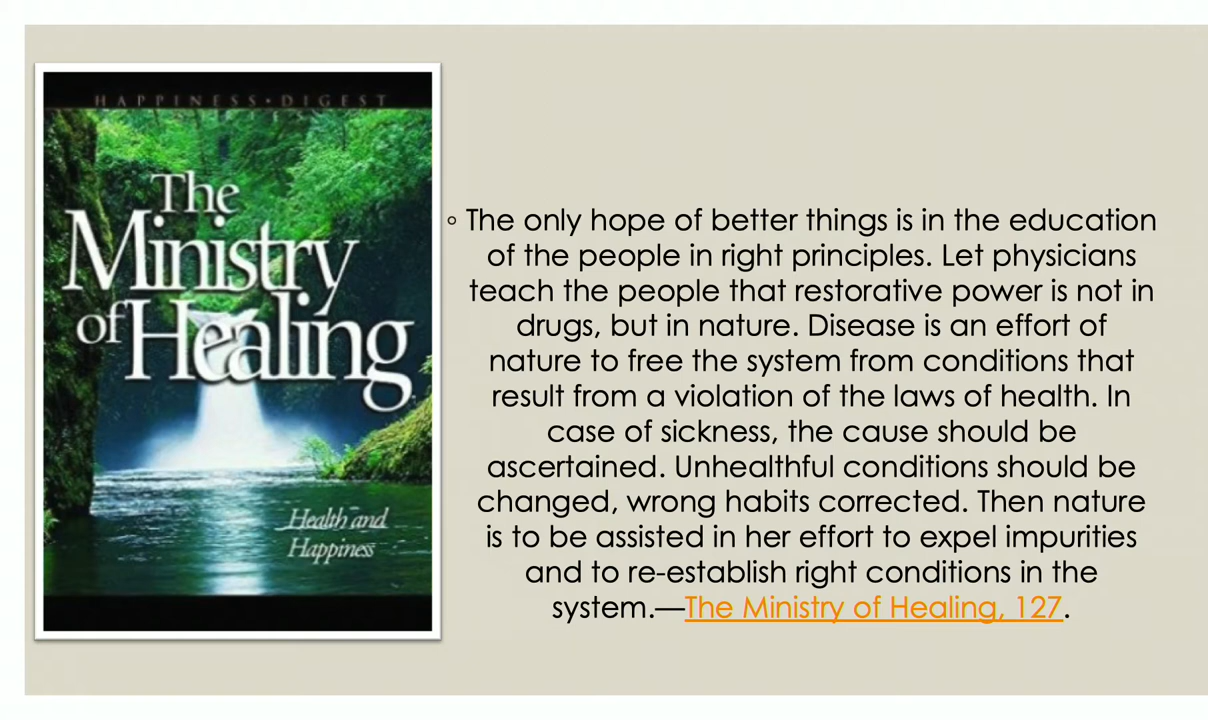 HAPPINESS•DIGEST
SERIES
The
Ministry
of Healing
Health and
Happiness
◦ The only hope of better things is in the education
of the people in right principles. Let physicians
teach the people that restorative power is not in
drugs, but in nature. Disease is an effort of
nature to free the system from conditions that
result from a violation of the laws of health. In
case of sickness, the cause should be
ascertained. Unhealthful conditions should be
changed, wrong habits corrected. Then nature
is to be assisted in her effort to expel impurities
and to re-establish right conditions in the
system.—The Ministry of Healing, 127.